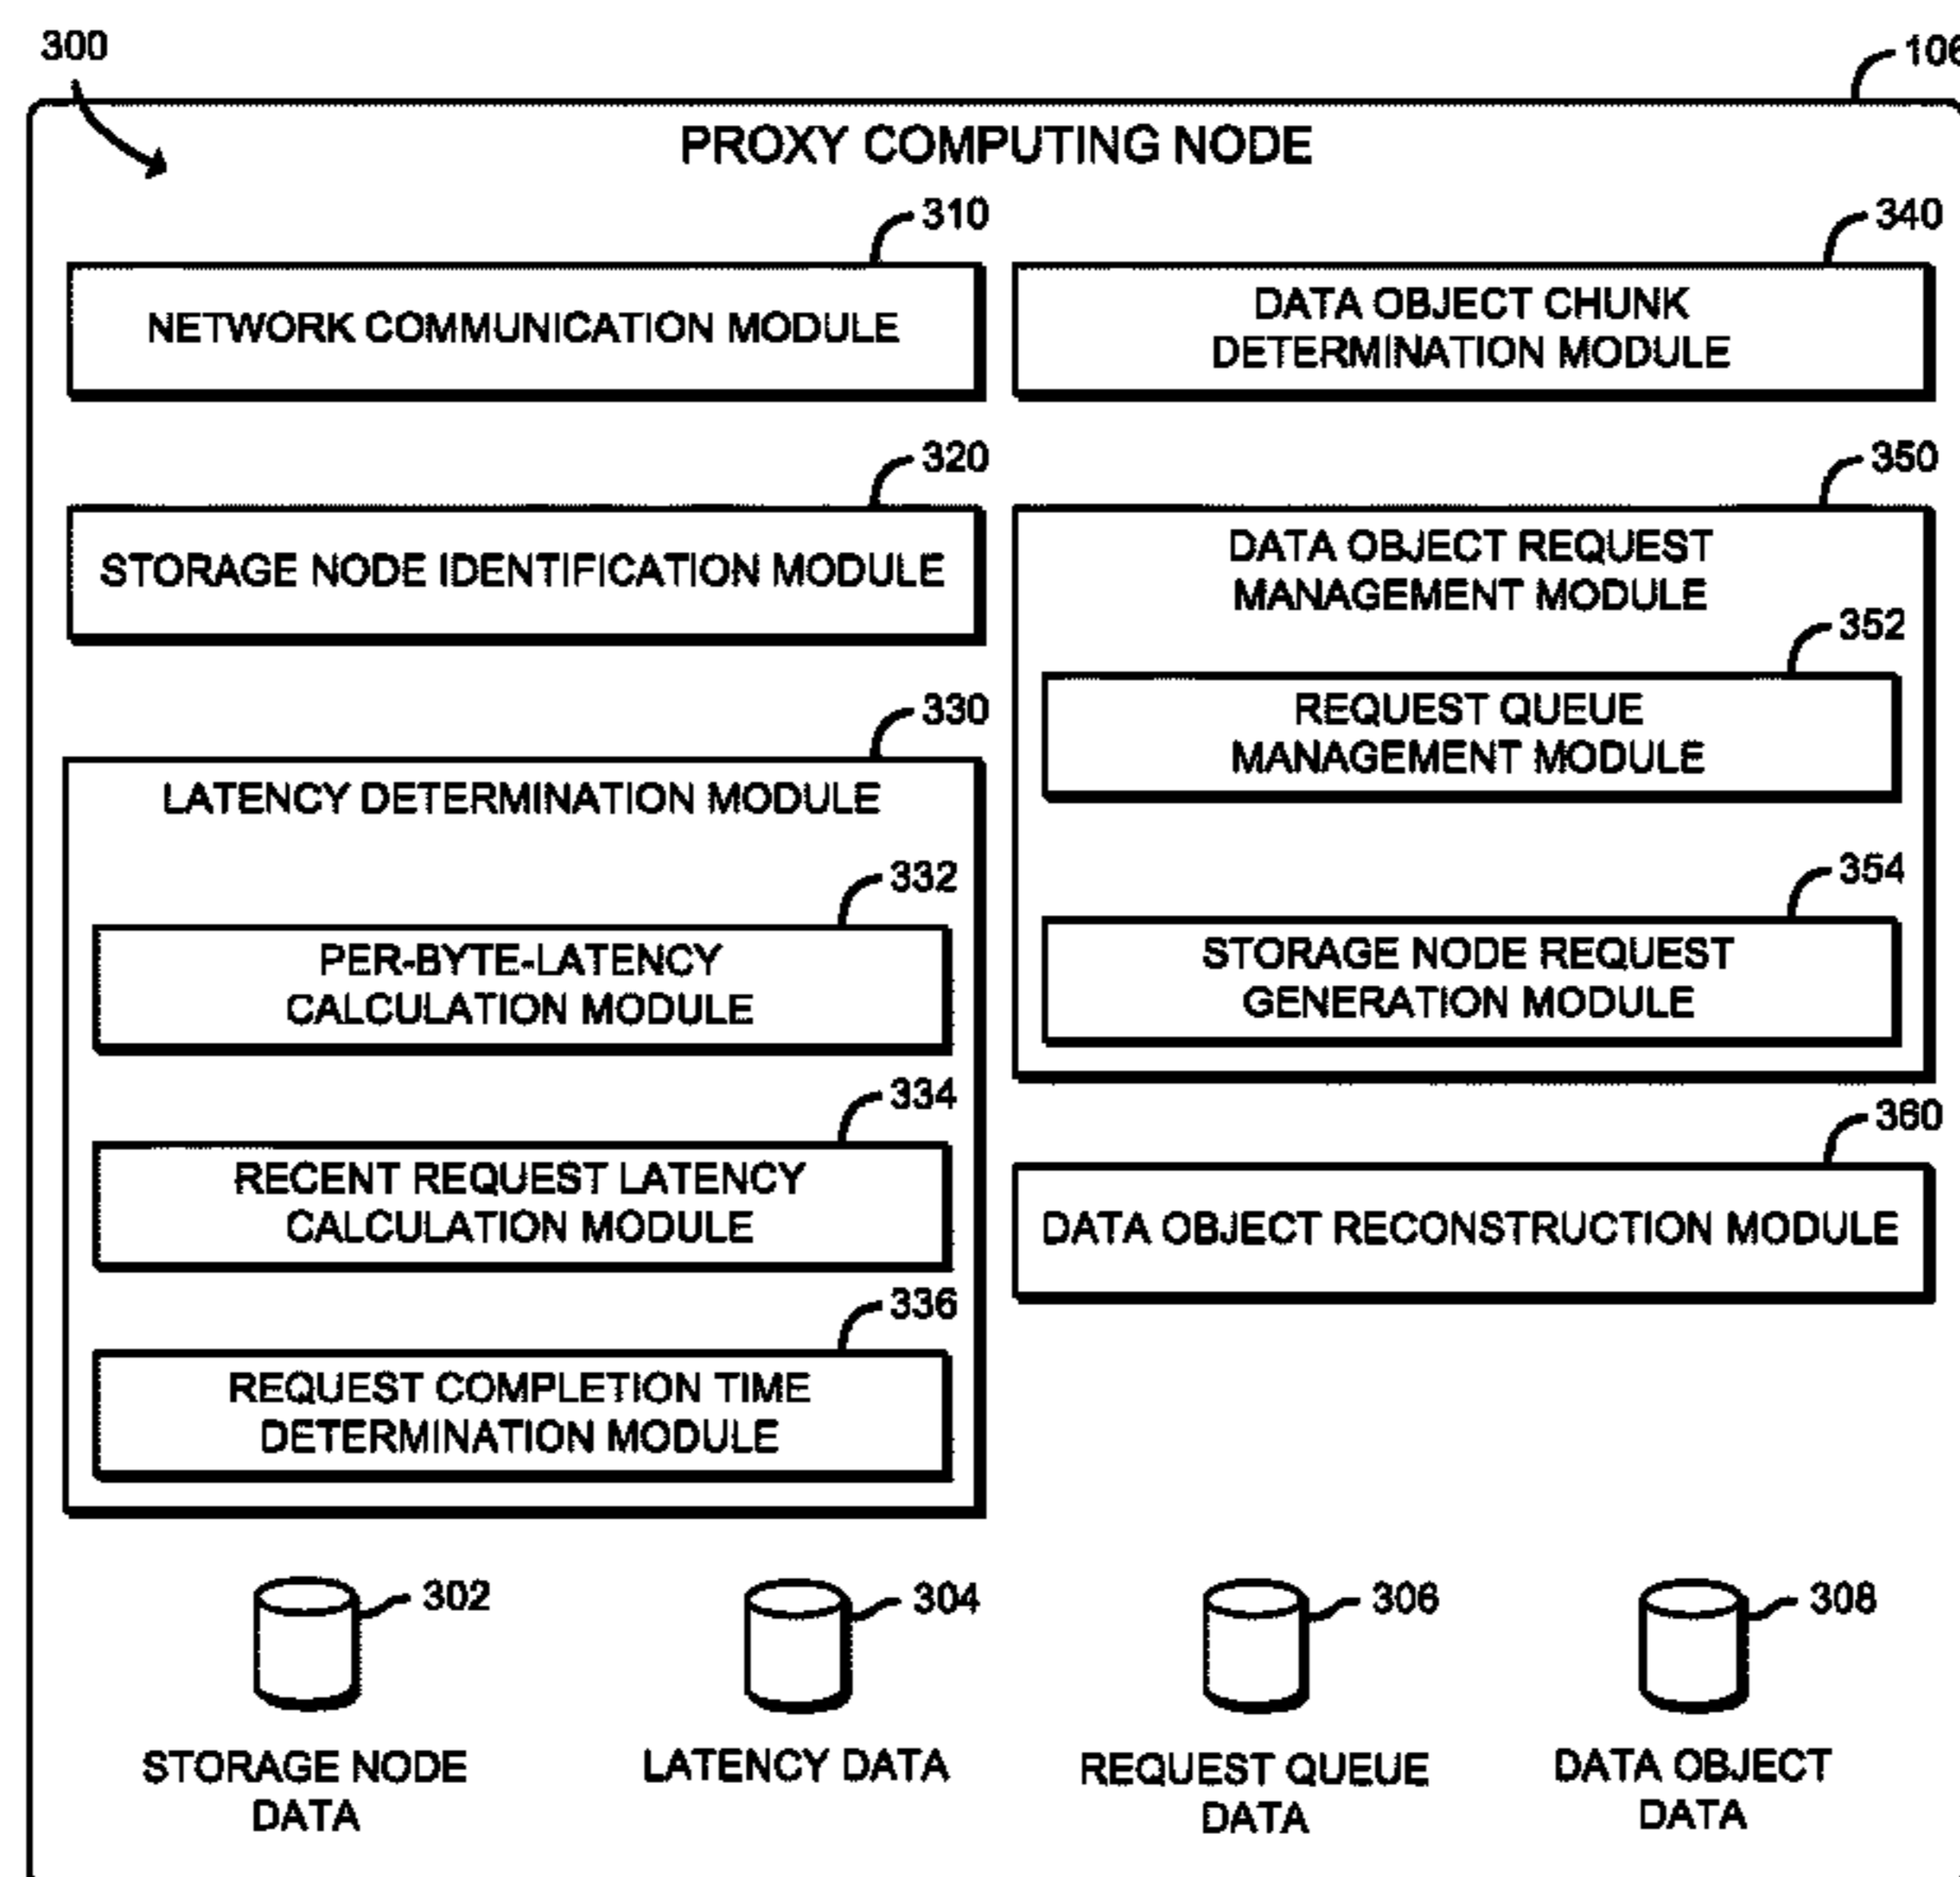 300
106
PROXY COMPUTING NODE
310
NETWORK COMMUNICATION MODULE
340
DATA OBJECT CHUNK
DETERMINATION MODULE
320
STORAGE NODE IDENTIFICATION MODULE
350
DATA OBJECT REQUEST
MANAGEMENT MODULE
352
REQUEST QUEUE
MANAGEMENT MODULE
354
STORAGE NODE REQUEST
GENERATION MODULE
330
LATENCY DETERMINATION MODULE
332
PER-BYTE-LATENCY
CALCULATION MODULE
334
RECENT REQUEST LATENCY
CALCULATION MODULE
336
REQUEST COMPLETION TIME
DETERMINATION MODULE
360
DATA OBJECT RECONSTRUCTION MODULE
302
STORAGE NODE
DATA
304
LATENCY DATA
306
REQUEST QUEUE
DATA
308
DATA OBJECT
DATA